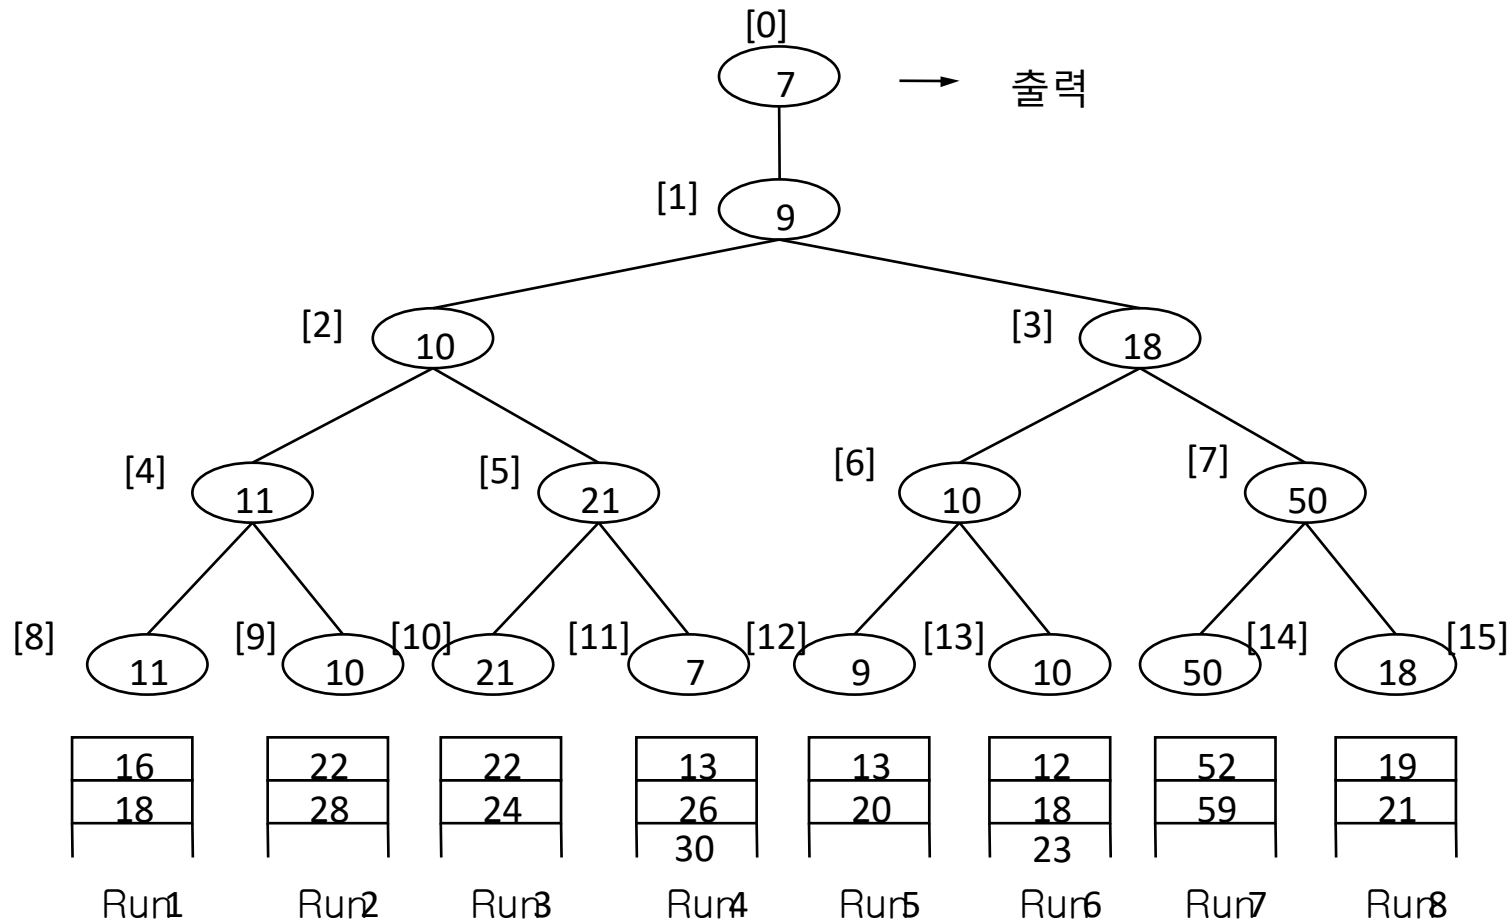 [0]
7 출력
[1] 9
[2] 10 [3] 18
[4] 11 [5] 21 [6] 10 [7] 50
[8] [9] [10] [11] [12] [13] [14] [15]
11 10 21 7 9 10 50 18
16 22 22 13 13 12 52 19
18 28 24 26 20 18 59 21
30 23
Run1 Run2 Run3 Run4 Run5 Run6 Run7 Run8